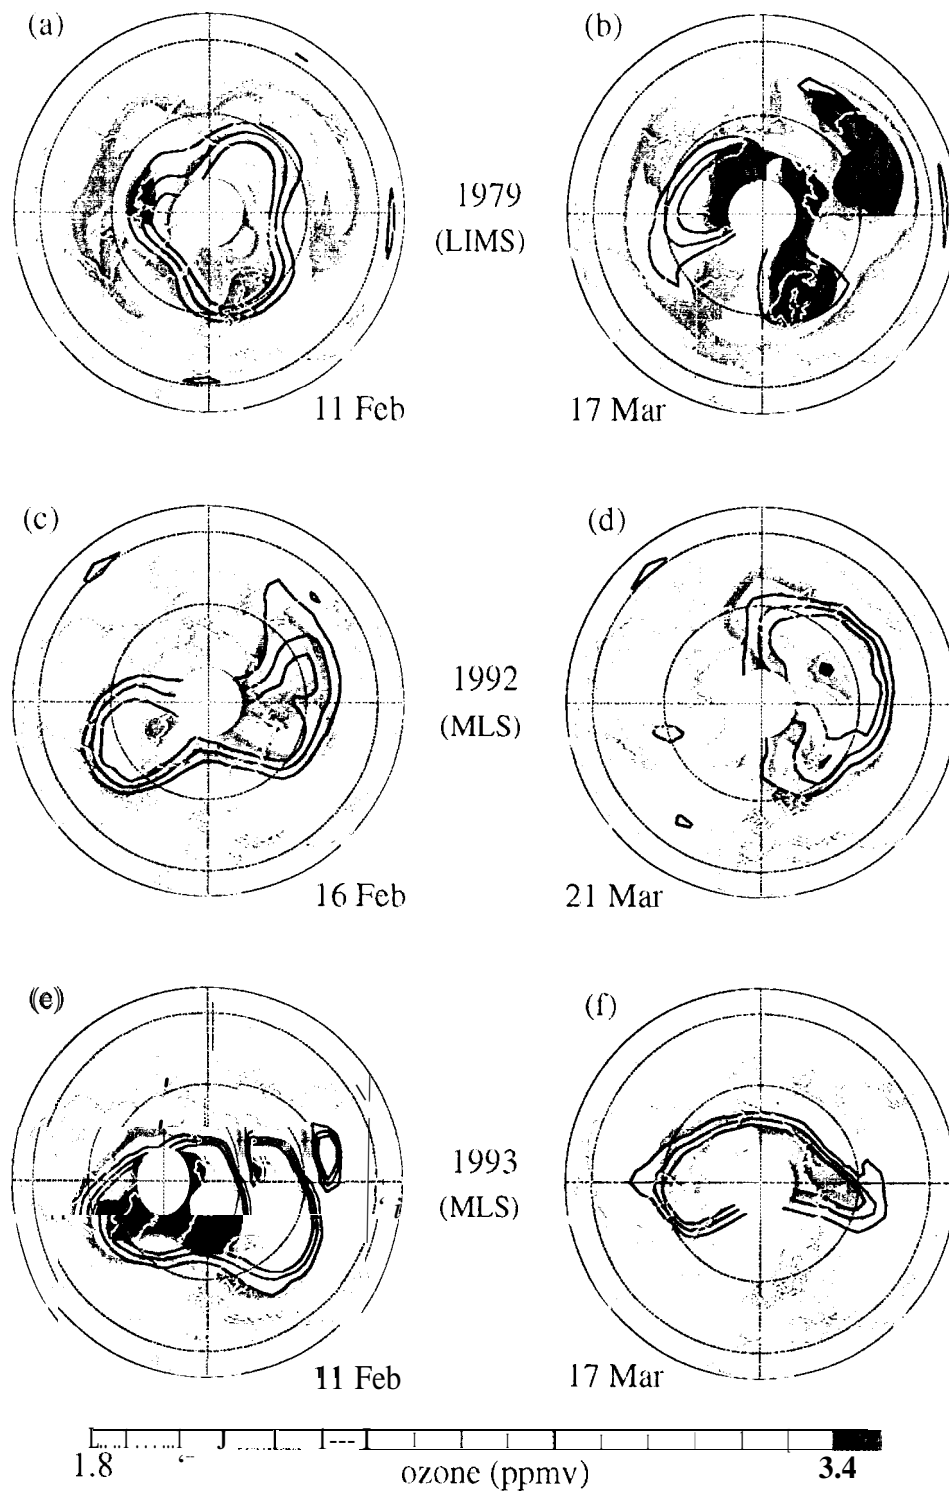 (a)
(b)
1979
(LIMS)
11 Feb
17 Mar
(c)
(d)
1992
(MLS)
16 Feb
21 Mar
(e)
(f)
1993
(MLS)
11 Feb
17 Mar
1.8
ozone (ppmv)
3.4